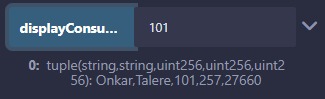 displayConsu... 101
0: tuple(string,string,uint256,uint256,uint2
56): Onkar,Talere,101,257,27660